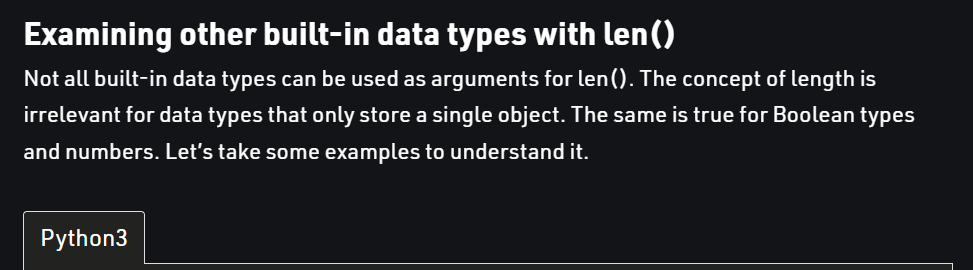 Examining other built-in data types with len()
Not all built-in data types can be used as arguments for len(). The concept of length is
irrelevant for data types that only store a single object. The same is true for Boolean types
and numbers. Let’s take some examples to understand it.
Python3